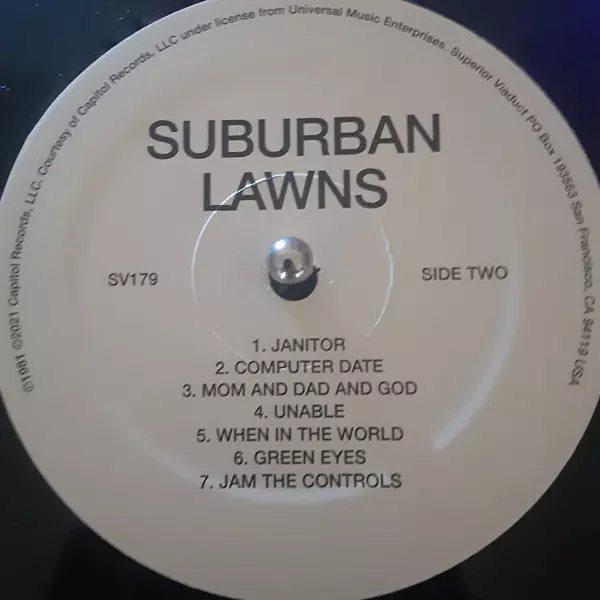 ©1981 ©2021 Capitol Records, LLC. Courtesy of Capitol Records, LLC under license from Universal Music Enterprises. Superior Viaduct PO Box 193563 San Francisco, CA 94119 USA
SUBURBAN
LAWNS
SV179
SIDE TWO
1. JANITOR
2. COMPUTER DATE
3. MOM AND DAD AND GOD
4. UNABLE
5. WHEN IN THE WORLD
6. GREEN EYES
7. JAM THE CONTROLS